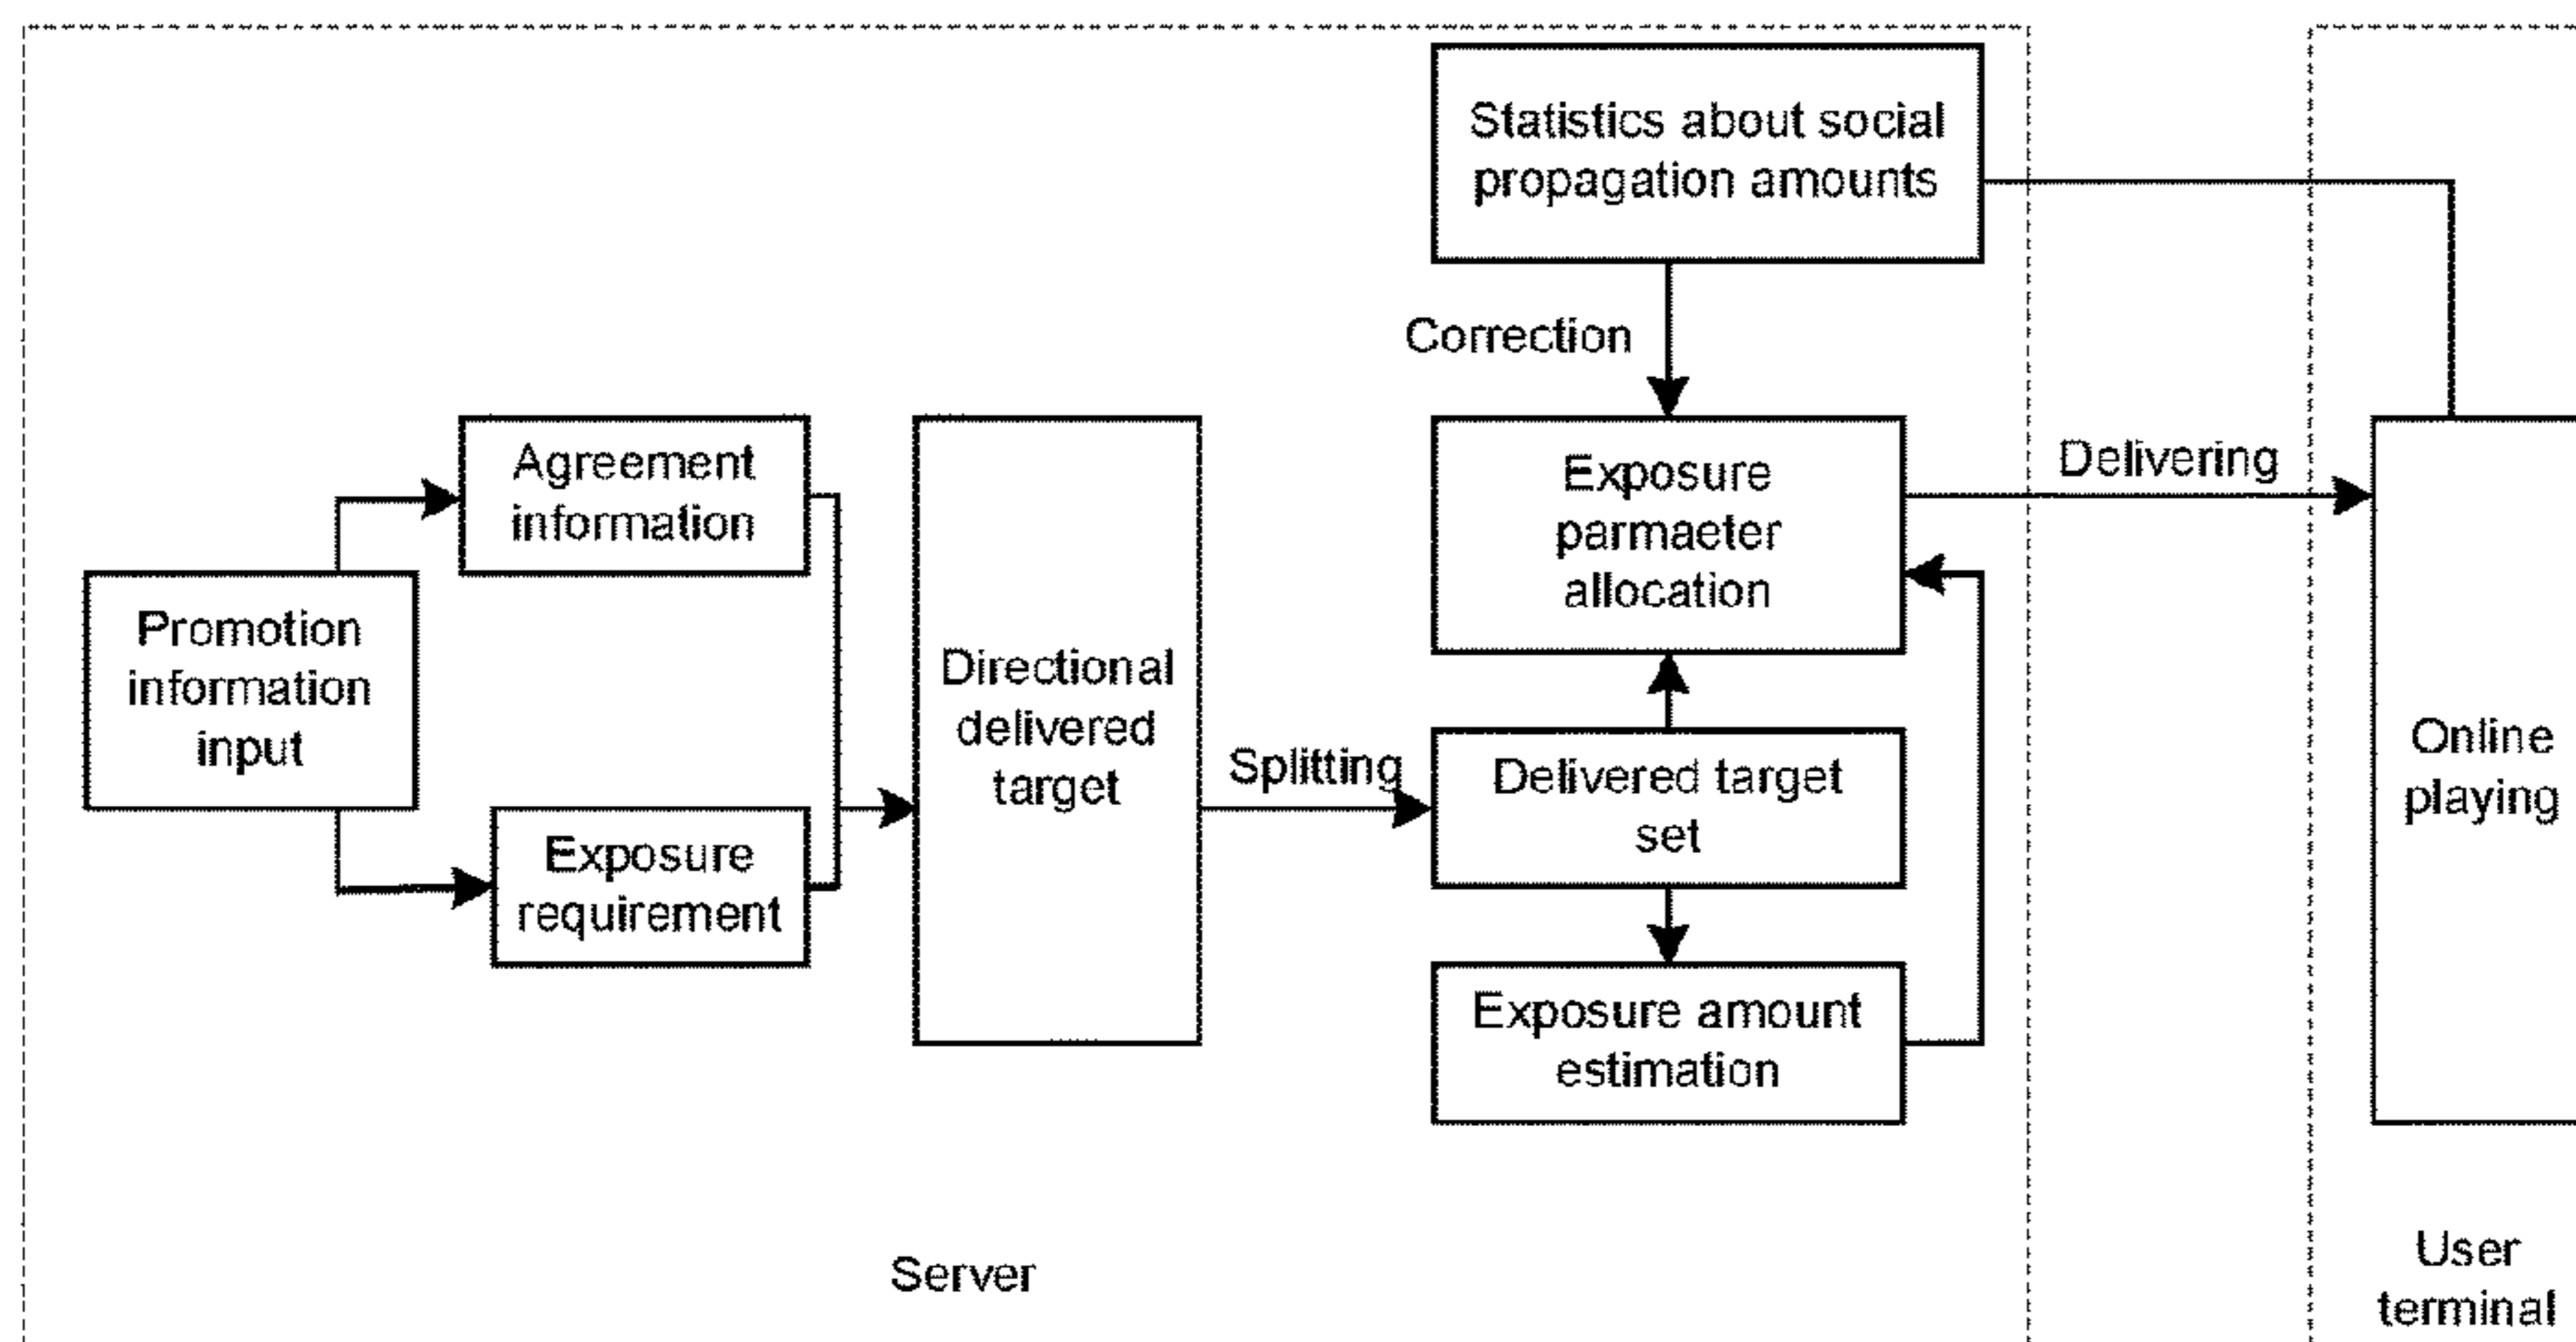 Statistics about social
propagation amounts
Correction
Agreement
information
Exposure
parmaeter
allocation
Delivering
Promotion
information
input
Directional
delivered
target
Splitting
Delivered target
set
Online
playing
Exposure
requirement
Exposure amount
estimation
Server
User
terminal